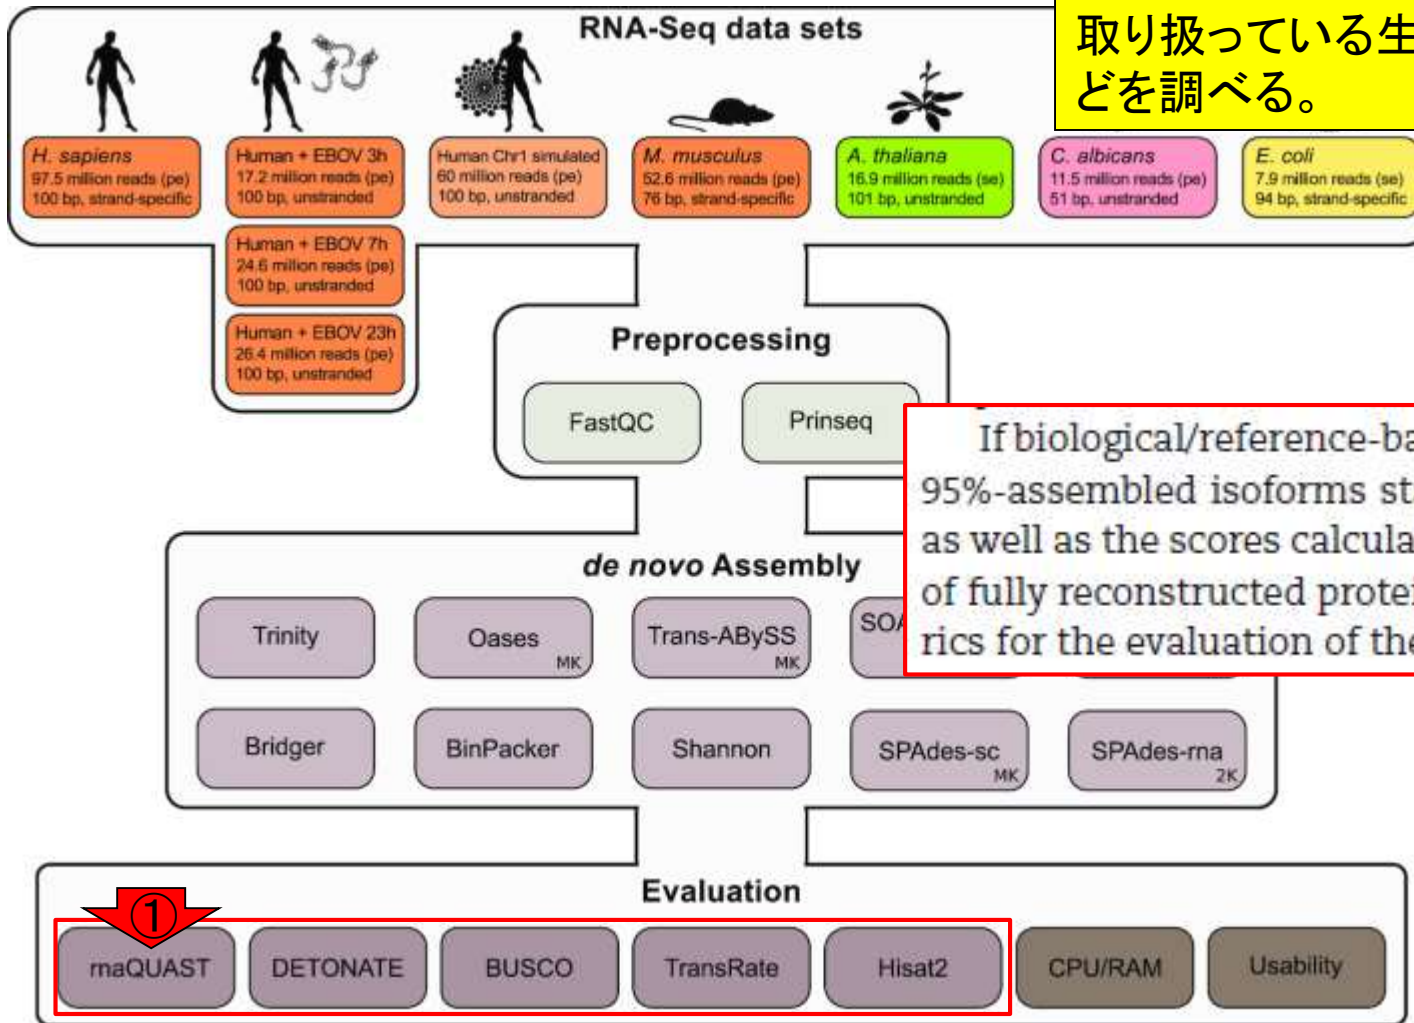 RNA-Seq data sets
取り扱っている生
どを調べる。
H. sapiens
97.5 million reads (pe)
100 bp, strand-specific
Human + EBOV 3h
17.2 million reads (pe)
100 bp, unstranded
Human Chr1 simulated
60 million reads (pe)
100 bp, unstranded
M. musculus
52.6 million reads (pe)
76 bp, strand-specific
A. thaliana
16.9 million reads (se)
101 bp, unstranded
C. albicans
11.5 million reads (pe)
51 bp, unstranded
E. coli
7.9 million reads (se)
94 bp, strand-specific
Human + EBOV 7h
24.6 million reads (pe)
100 bp, unstranded
Human + EBOV 23h
26.4 million reads (pe)
100 bp, unstranded
Preprocessing
FastQC
Prinseq
If biological/reference-ba
95%-assembled isoforms st
as well as the scores calcula
of fully reconstructed protei
rics for the evaluation of the
de novo Assembly
Trinity
Oases
MK
Trans-ABySS
MK
SOA
Bridger
BinPacker
Shannon
SPAdes-sc
MK
SPAdes-rna
2K
Evaluation
①
rnaQUAST
DETONATE
BUSCO
TransRate
Hisat2
CPU/RAM
Usability